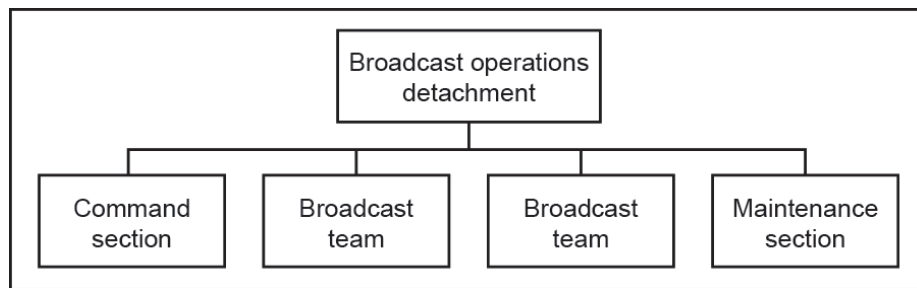 Broadcast operations
detachment
Command
section
Broadcast
team
Broadcast
team
Maintenance
section